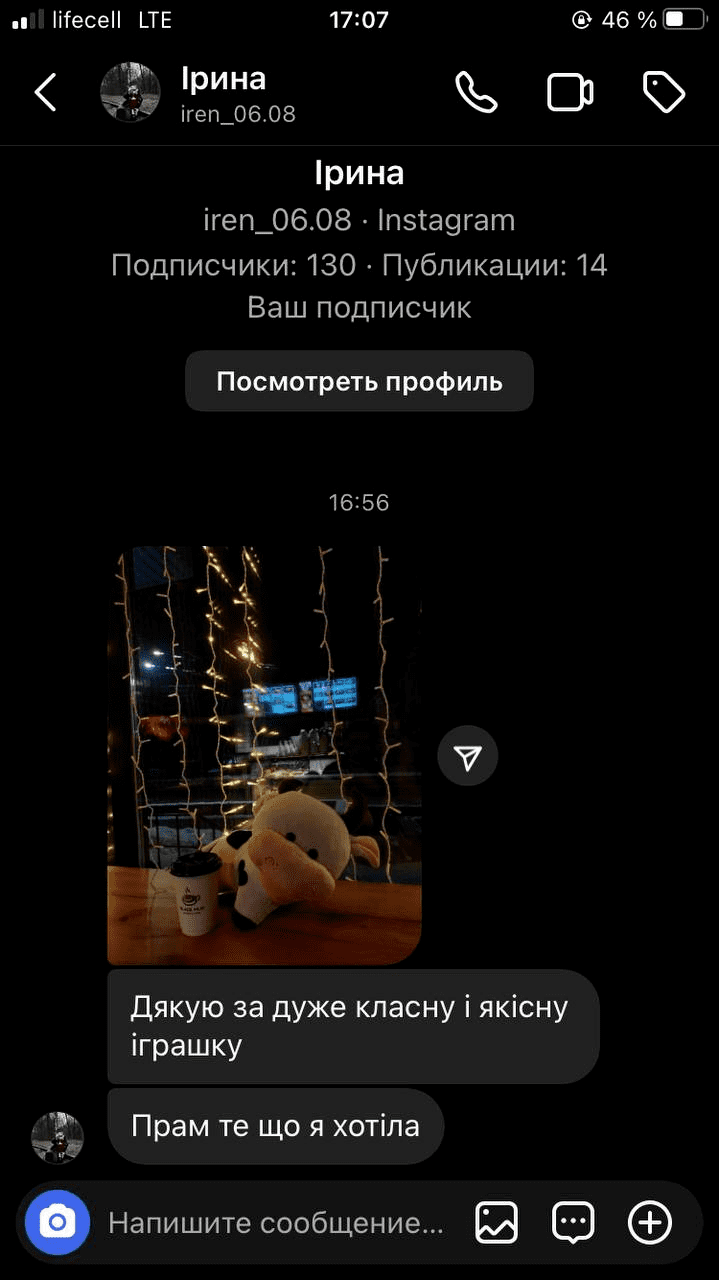 lifecell LTE 17:07 46 %
Ірина
iren_06.08
Ірина
iren_06.08 · Instagram
Подписчики: 130 · Публикации: 14
Ваш подписчик
Посмотреть профиль
16:56
Дякую за дуже класну і якісну
іграшку
Прам те що я хотіла
Напишите сообщение...